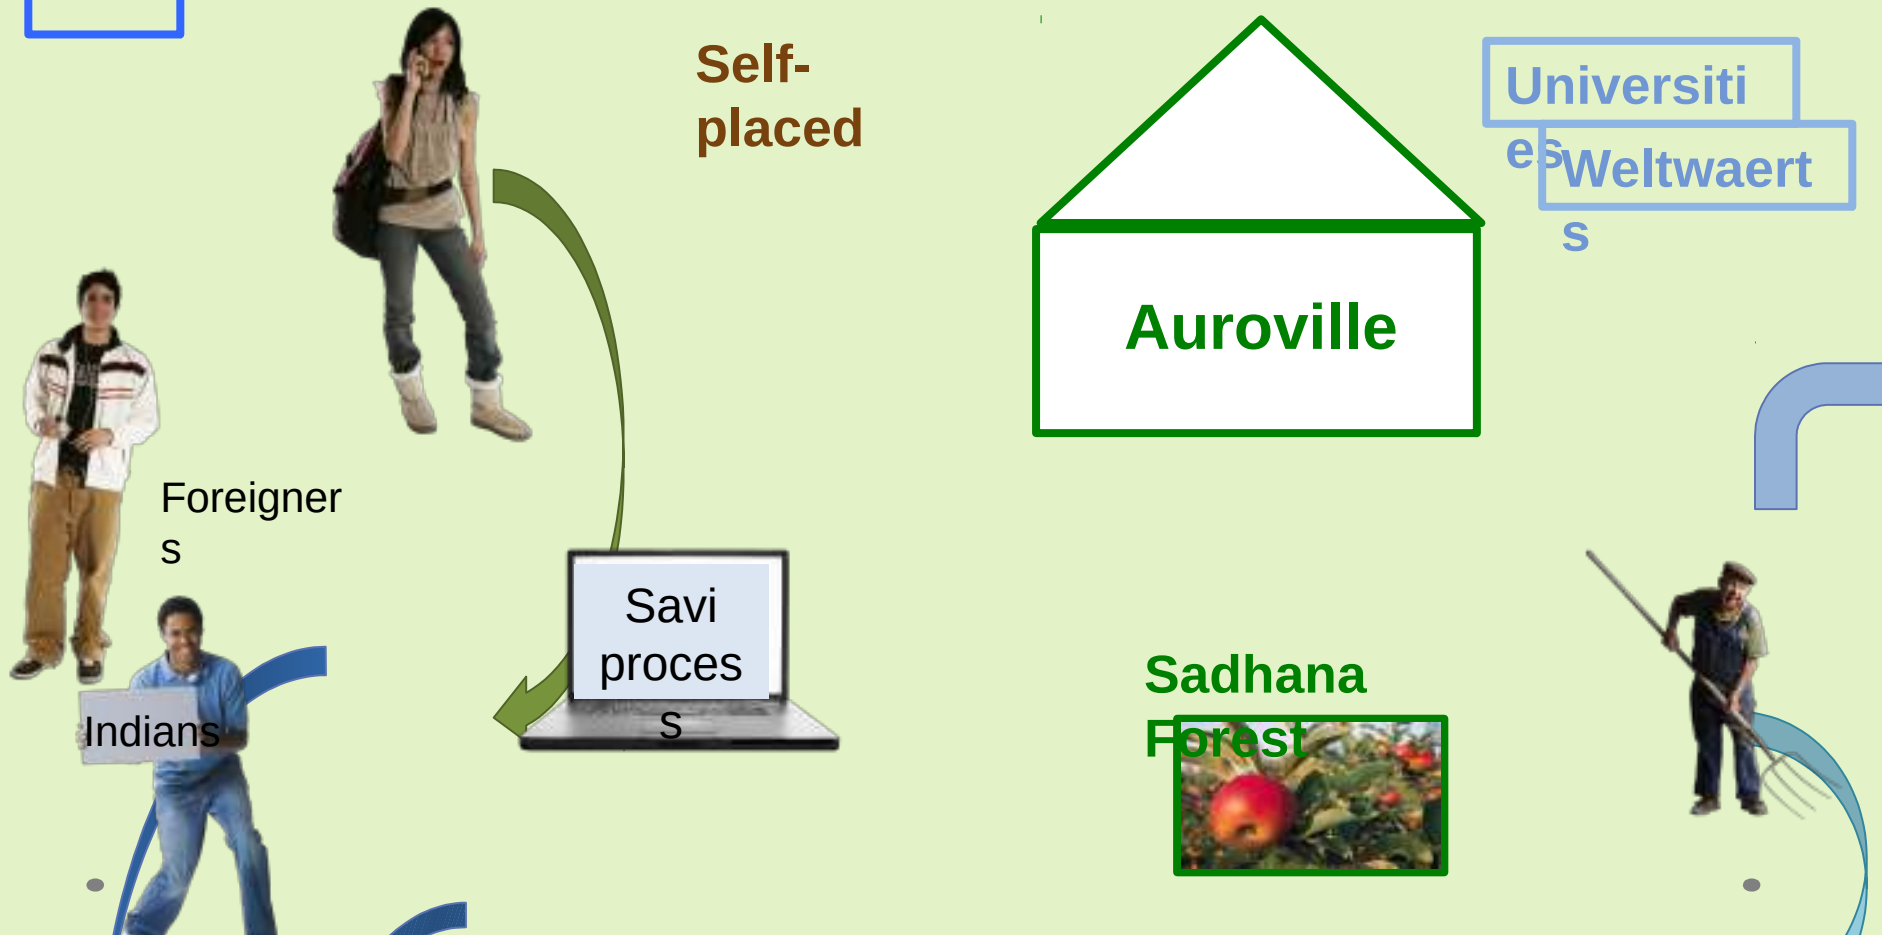 Self-
placed
Universiti
es
Weltwaert
s
Auroville
Foreigner
s
Savi
proces
s
Sadhana
Forest
Indians